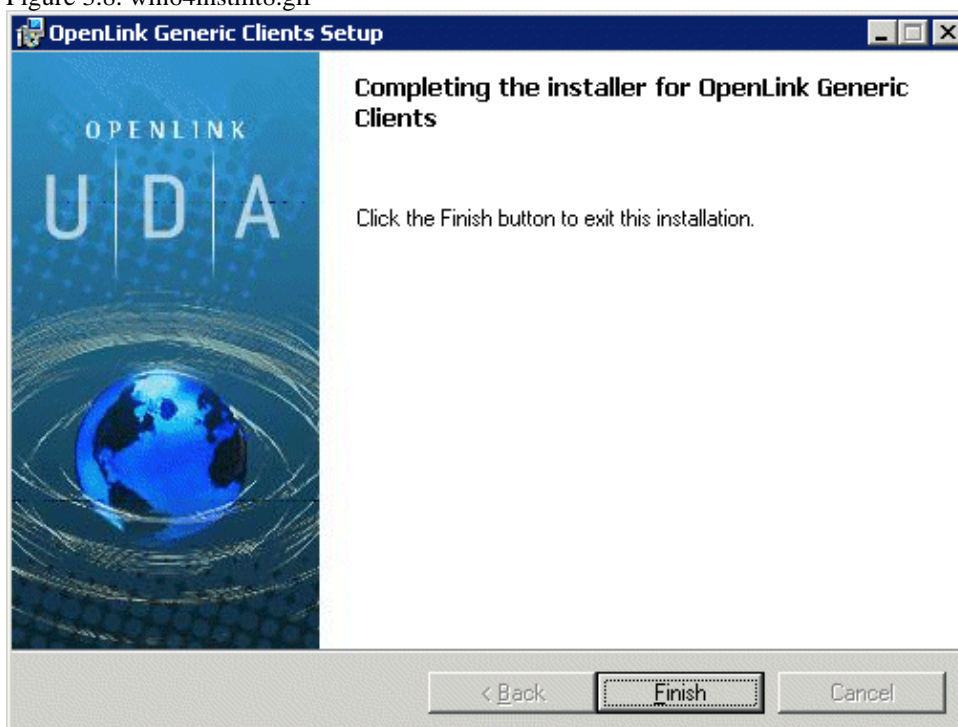 OpenLink Generic Clients Setup
OPENLINK
UDA
Completing the installer for OpenLink Generic
Clients
Click the Finish button to exit this installation.
< Back
Finish
Cancel